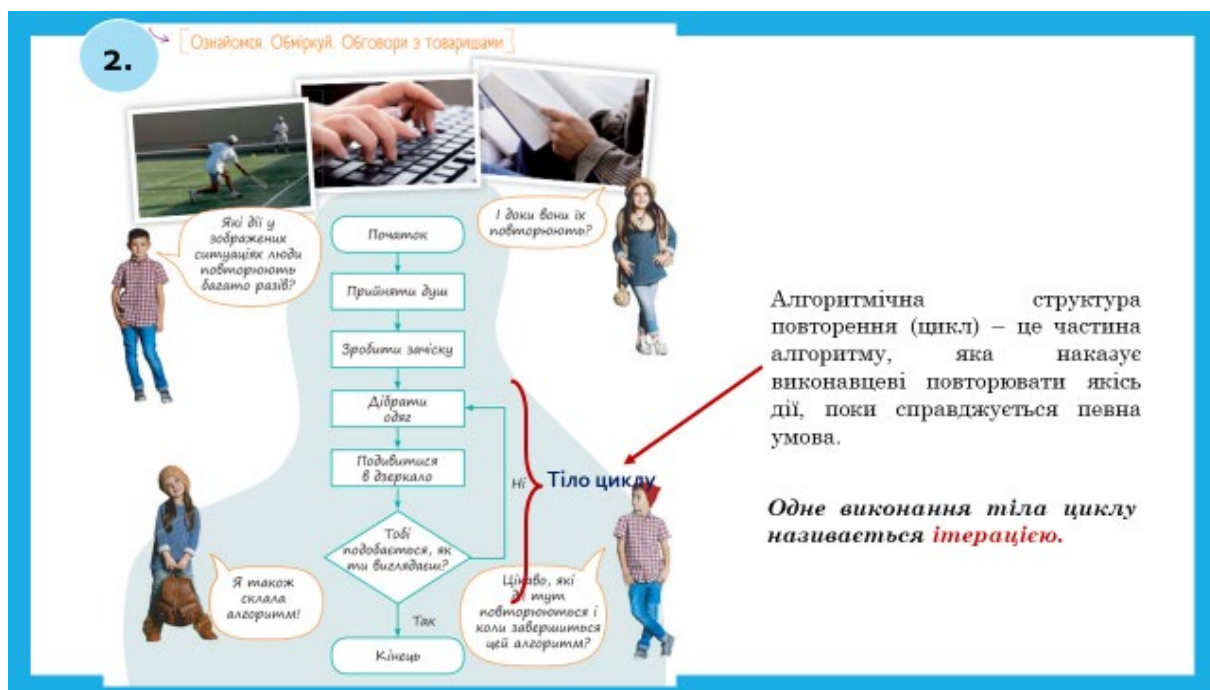 2.
Ознайомся. Обміркуй. Обговори з товаришами
Які дії у
зображених
ситуаціях люди
повторюють
багато разів?
І доки вони їх
повторюють?
Початок
Прийняти душ
Зробити зачіску
Дібрати
одяг
Подивитися
в дзеркало
Ні
Тіло циклу
Тобі
подобається, як
ти виглядаєш?
Так
Кінець
Я також
склала
алгоритм!
Цікаво, які
дії тут
повторюються і
коли завершиться
цей алгоритм?
Алгоритмічна структура
повторення (цикл) – це частина
алгоритму, яка наказує
виконавцеві повторювати якісь
дії, поки справджується певна
умова.
Одне виконання тіла циклу
називається ітерацією.